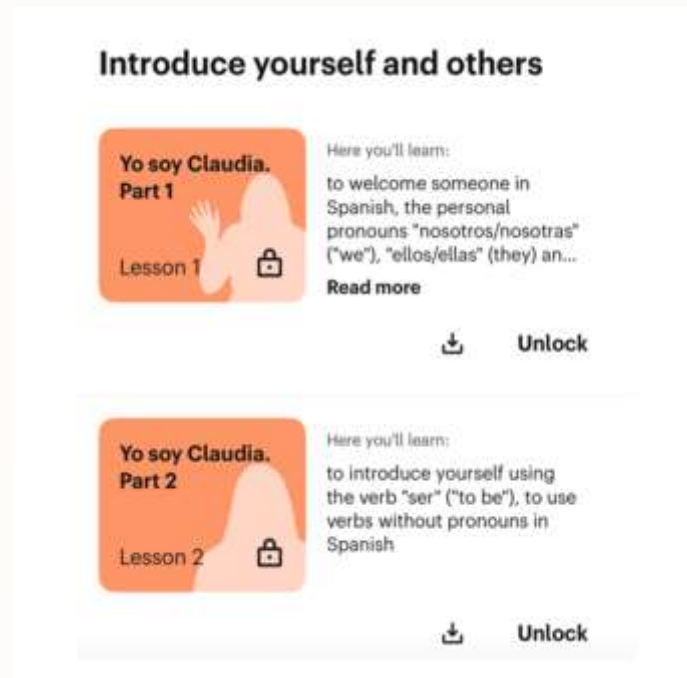 Introduce yourself and others
Yo soy Claudia.
Part 1
Lesson 1
Here you'll learn:
to welcome someone in
Spanish, the personal
pronouns "nosotros/nosotras"
("we"), "ellos/ellas" (they) an...
Read more
Unlock
Yo soy Claudia.
Part 2
Lesson 2
Here you'll learn:
to introduce yourself using
the verb "ser" ("to be"), to use
verbs without pronouns in
Spanish
Unlock